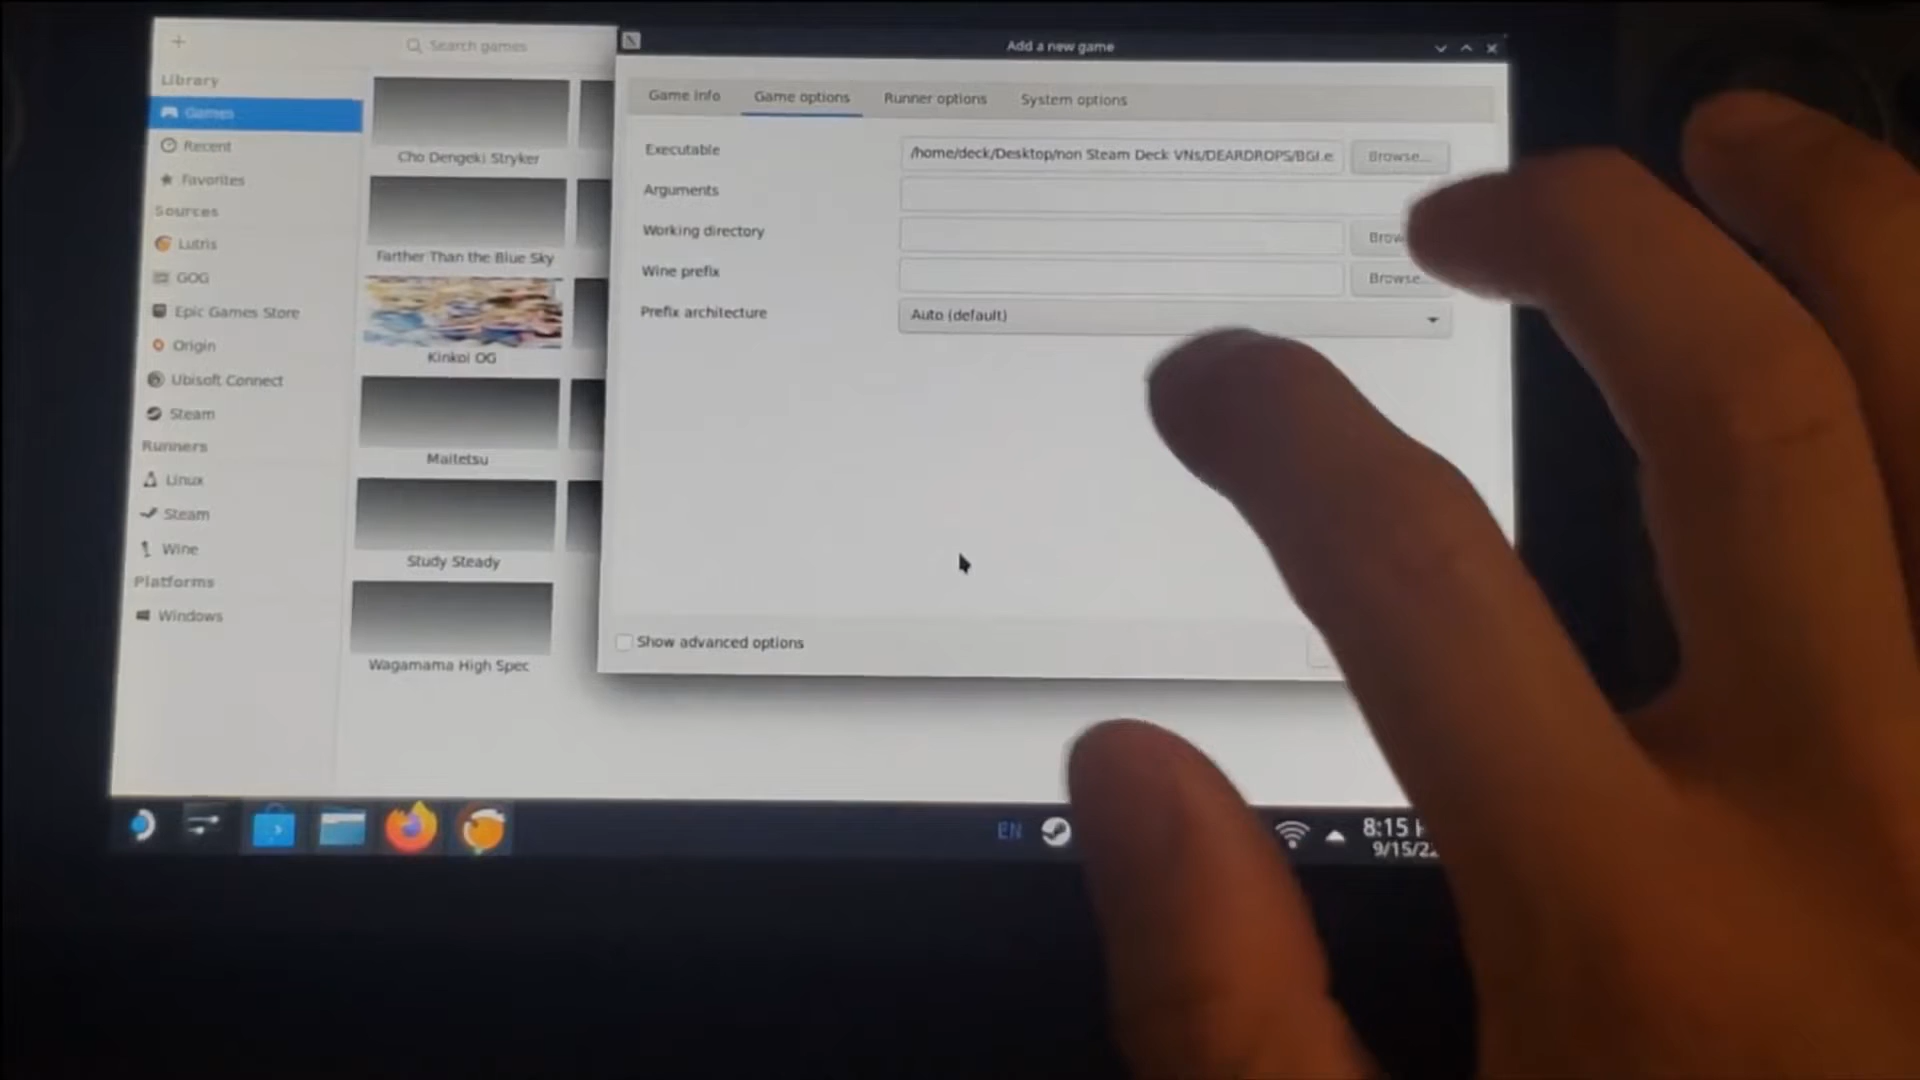 Search games
Library
Games
Recent
Favorites
Sources
Lutris
GOG
Epic Games Store
Origin
Ubisoft Connect
Steam
Runners
Linux
Steam
Wine
Platforms
Windows
Cho Dengeki Stryker
Farther Than the Blue Sky
Kinkoi OG
Maitetsu
Study Steady
Wagamama High Spec
Add a new game
Game info
Game options
Runner options
System options
Executable
/home/deck/Desktop/non Steam Deck VNs/DEARDROPS/BGI.e
Browse...
Arguments
Working directory
Brow
Wine prefix
Browse...
Prefix architecture
Auto (default)
Show advanced options
EN
8:15
9/15/22